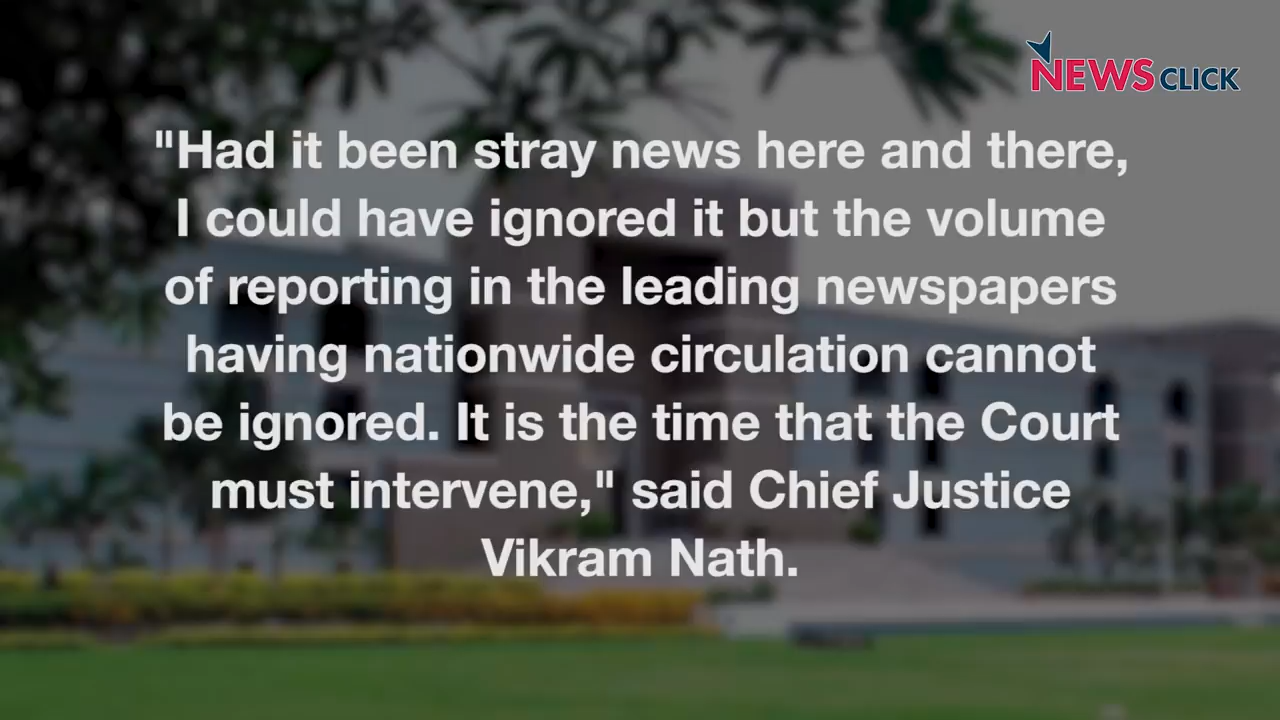 NEWSCLICK
"Had it been stray news here and there,
I could have ignored it but the volume
of reporting in the leading newspapers
having nationwide circulation cannot
be ignored. It is the time that the Court
must intervene," said Chief Justice
Vikram Nath.